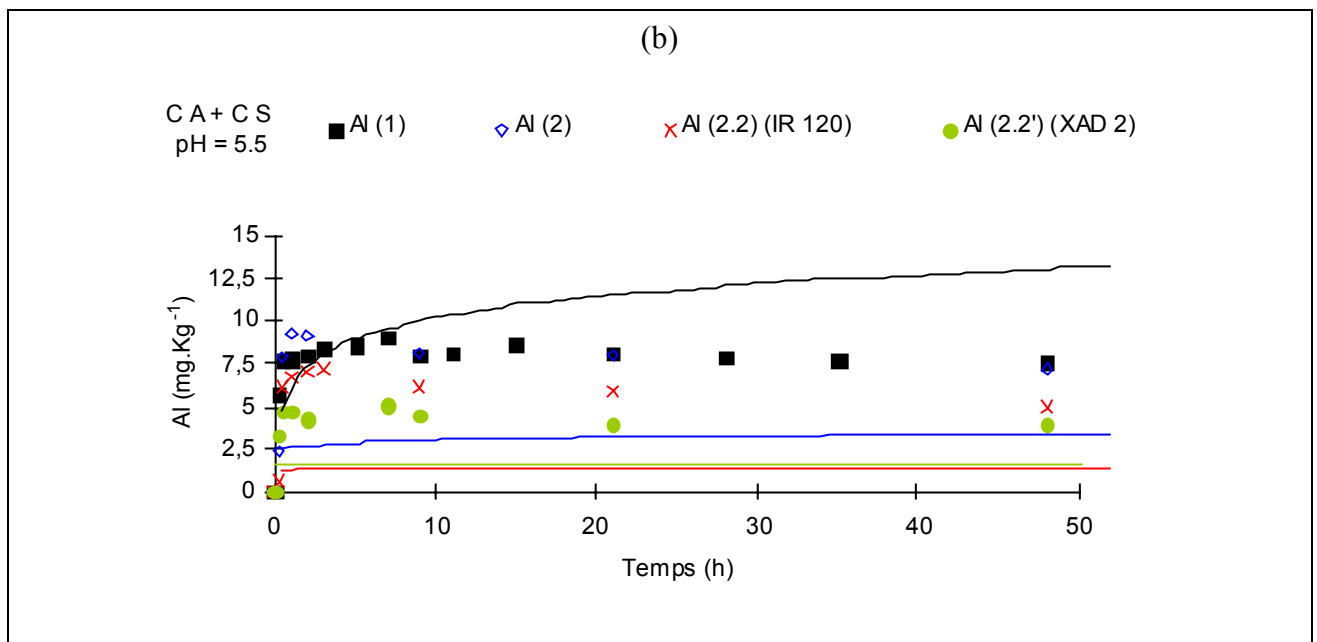 (b)
C A + C S
pH = 5.5
Al (1)
Al (2)
Al (2.2) (IR 120)
Al (2.2') (XAD 2)
15
12,5
10
7,5
5
2,5
0
Al (mg.Kg-1)
0 10 20 30 40 50
Temps (h)